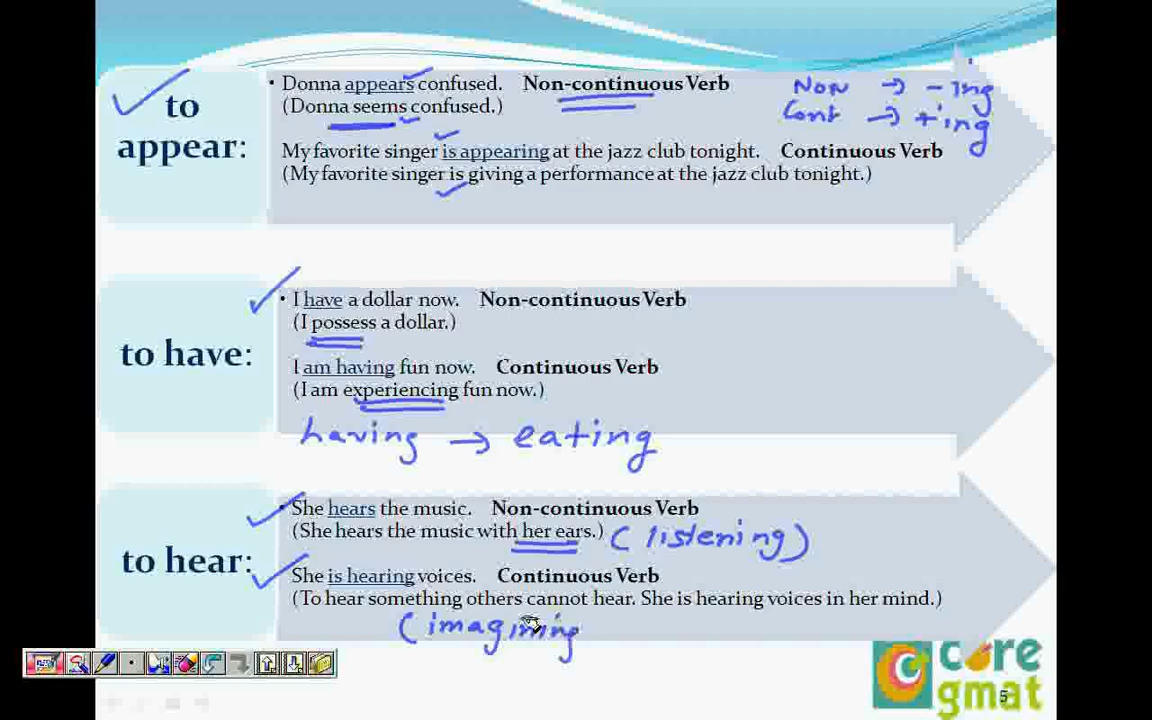 to
appear:
• Donna appears confused. Non-continuous Verb
(Donna seems confused.)
My favorite singer is appearing at the jazz club tonight. Continuous Verb
(My favorite singer is giving a performance at the jazz club tonight.)
Non → - ing
Cont → + ing
to have:
• I have a dollar now. Non-continuous Verb
(I possess a dollar.)
I am having fun now. Continuous Verb
(I am experiencing fun now.)
having → eating
to hear:
• She hears the music. Non-continuous Verb
(She hears the music with her ears.) (listening)
She is hearing voices. Continuous Verb
(To hear something others cannot hear. She is hearing voices in her mind.)
(imagining
core
gmat
5